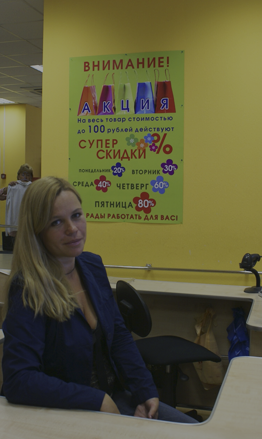 ВНИМАНИЕ!
АКЦИЯ
На весь товар стоимостью
до 100 рублей действуют
СУПЕР
СКИДКИ %
ПОНЕДЕЛЬНИК 20% ВТОРНИК 30%
СРЕДА 40% ЧЕТВЕРГ 60%
ПЯТНИЦА 80%
РАДЫ РАБОТАТЬ ДЛЯ ВАС!